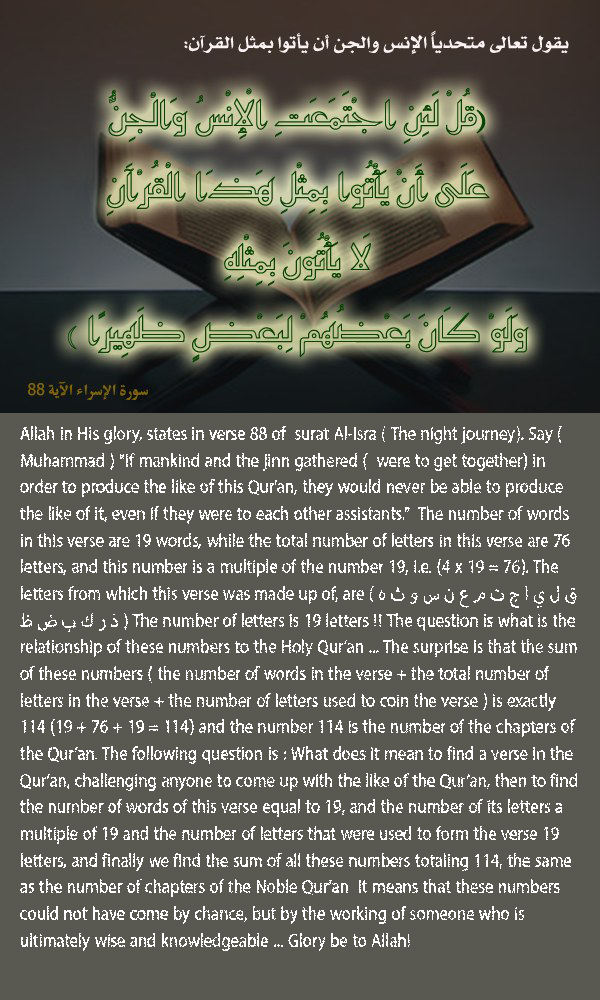 يقول تعالى متحدياً الإنس والجن أن يأتوا بمثل القرآن:
(قُلْ لَئِنِ اجْتَمَعَتِ الْإِنْسُ وَالْجِنُّ
عَلَى أَنْ يَأْتُوا بِمِثْلِ هَذَا الْقُرْآَنِ
لَا يَأْتُونَ بِمِثْلِهِ
وَلَوْ كَانَ بَعْضُهُمْ لِبَعْضٍ ظَهِيرًا )
سورة الإسراء الآية 88
Allah in His glory, states in verse 88 of surat Al-Isra ( The night journey). Say (
Muhammad ) "If mankind and the jinn gathered ( were to get together) in
order to produce the like of this Qur'an, they would never be able to produce
the like of it, even if they were to each other assistants." The number of words
in this verse are 19 words, while the total number of letters in this verse are 76
letters, and this number is a multiple of the number 19, i.e. (4 x 19 = 76). The
letters from which this verse was made up of, are ( ق ل ي ا ج ت م ع ن س و ث ه
ذ ر ك ب ض ظ ) The number of letters is 19 letters !! The question is what is the
relationship of these numbers to the Holy Qur'an ... The surprise is that the sum
of these numbers ( the number of words in the verse + the total number of
letters in the verse + the number of letters used to coin the verse ) is exactly
114 (19 + 76 + 19 = 114) and the number 114 is the number of the chapters of
the Qur'an. The following question is : What does it mean to find a verse in the
Qur'an, challenging anyone to come up with the like of the Qur'an, then to find
the number of words of this verse equal to 19, and the number of its letters a
multiple of 19 and the number of letters that were used to form the verse 19
letters, and finally we find the sum of all these numbers totaling 114, the same
as the number of chapters of the Noble Qur'an It means that these numbers
could not have come by chance, but by the working of someone who is
ultimately wise and knowledgeable ... Glory be to Allah!